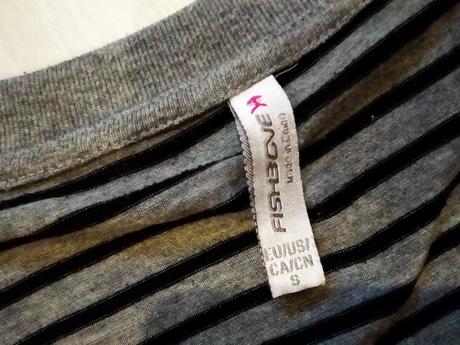 FISHBONE
Made in China
EU/US/
CA/CN
S